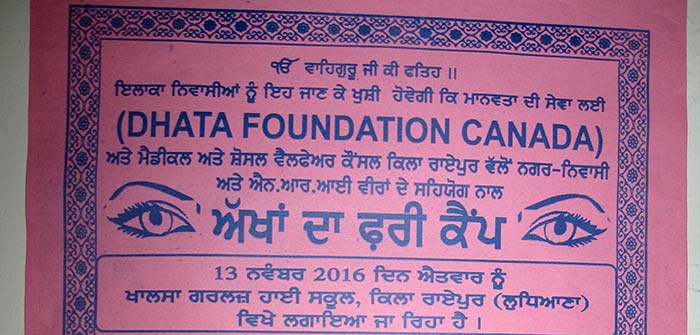 ੴ ਵਾਹਿਗੁਰੂ ਜੀ ਕੀ ਫਤਿਹ ॥
ਇਲਾਕਾ ਨਿਵਾਸੀਆਂ ਨੂੰ ਇਹ ਜਾਣ ਕੇ ਖੁਸ਼ੀ ਹੋਵੇਗੀ ਕਿ ਮਾਨਵਤਾ ਦੀ ਸੇਵਾ ਲਈ
(DHATA FOUNDATION CANADA)
ਅਤੇ ਮੈਡੀਕਲ ਅਤੇ ਸ਼ੋਸਲ ਵੈਲਫੇਅਰ ਕੌਂਸਲ ਕਿਲਾ ਰਾਏਪੁਰ ਵੱਲੋਂ ਨਗਰ-ਨਿਵਾਸੀ
ਅਤੇ ਐਨ.ਆਰ.ਆਈ ਵੀਰਾਂ ਦੇ ਸਹਿਯੋਗ ਨਾਲ
ਅੱਖਾਂ ਦਾ ਫ਼ਰੀ ਕੈਂਪ
13 ਨਵੰਬਰ 2016 ਦਿਨ ਐਤਵਾਰ ਨੂੰ
ਖਾਲਸਾ ਗਰਲਜ਼ ਹਾਈ ਸਕੂਲ, ਕਿਲਾ ਰਾਏਪੁਰ (ਲੁਧਿਆਣਾ)
ਵਿਖੇ ਲਗਾਇਆ ਜਾ ਰਿਹਾ ਹੈ ।